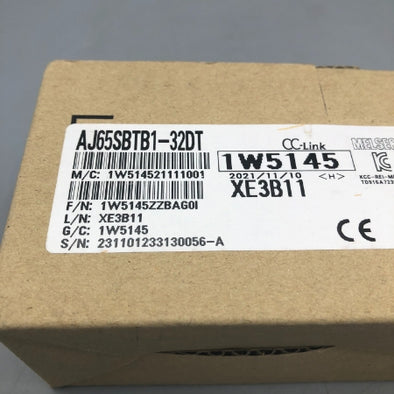 AJ65SBTB1-32DT
CC-Link
MELSEC
M/C: 1W514521111001
1W5145
2021/11/10 <H>
XE3B11
F/N: 1W5145ZZBAG0I
L/N: XE3B11
G/C: 1W5145
S/N: 231101233130056-A
CE